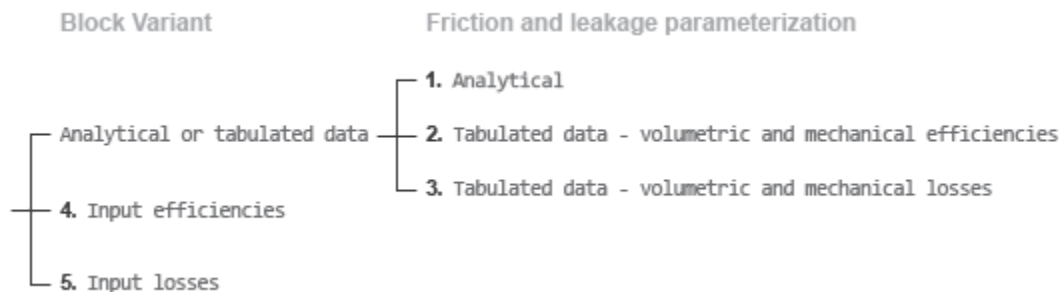 Block Variant
Friction and leakage parameterization
1. Analytical
Analytical or tabulated data
2. Tabulated data - volumetric and mechanical efficiencies
3. Tabulated data - volumetric and mechanical losses
4. Input efficiencies
5. Input losses